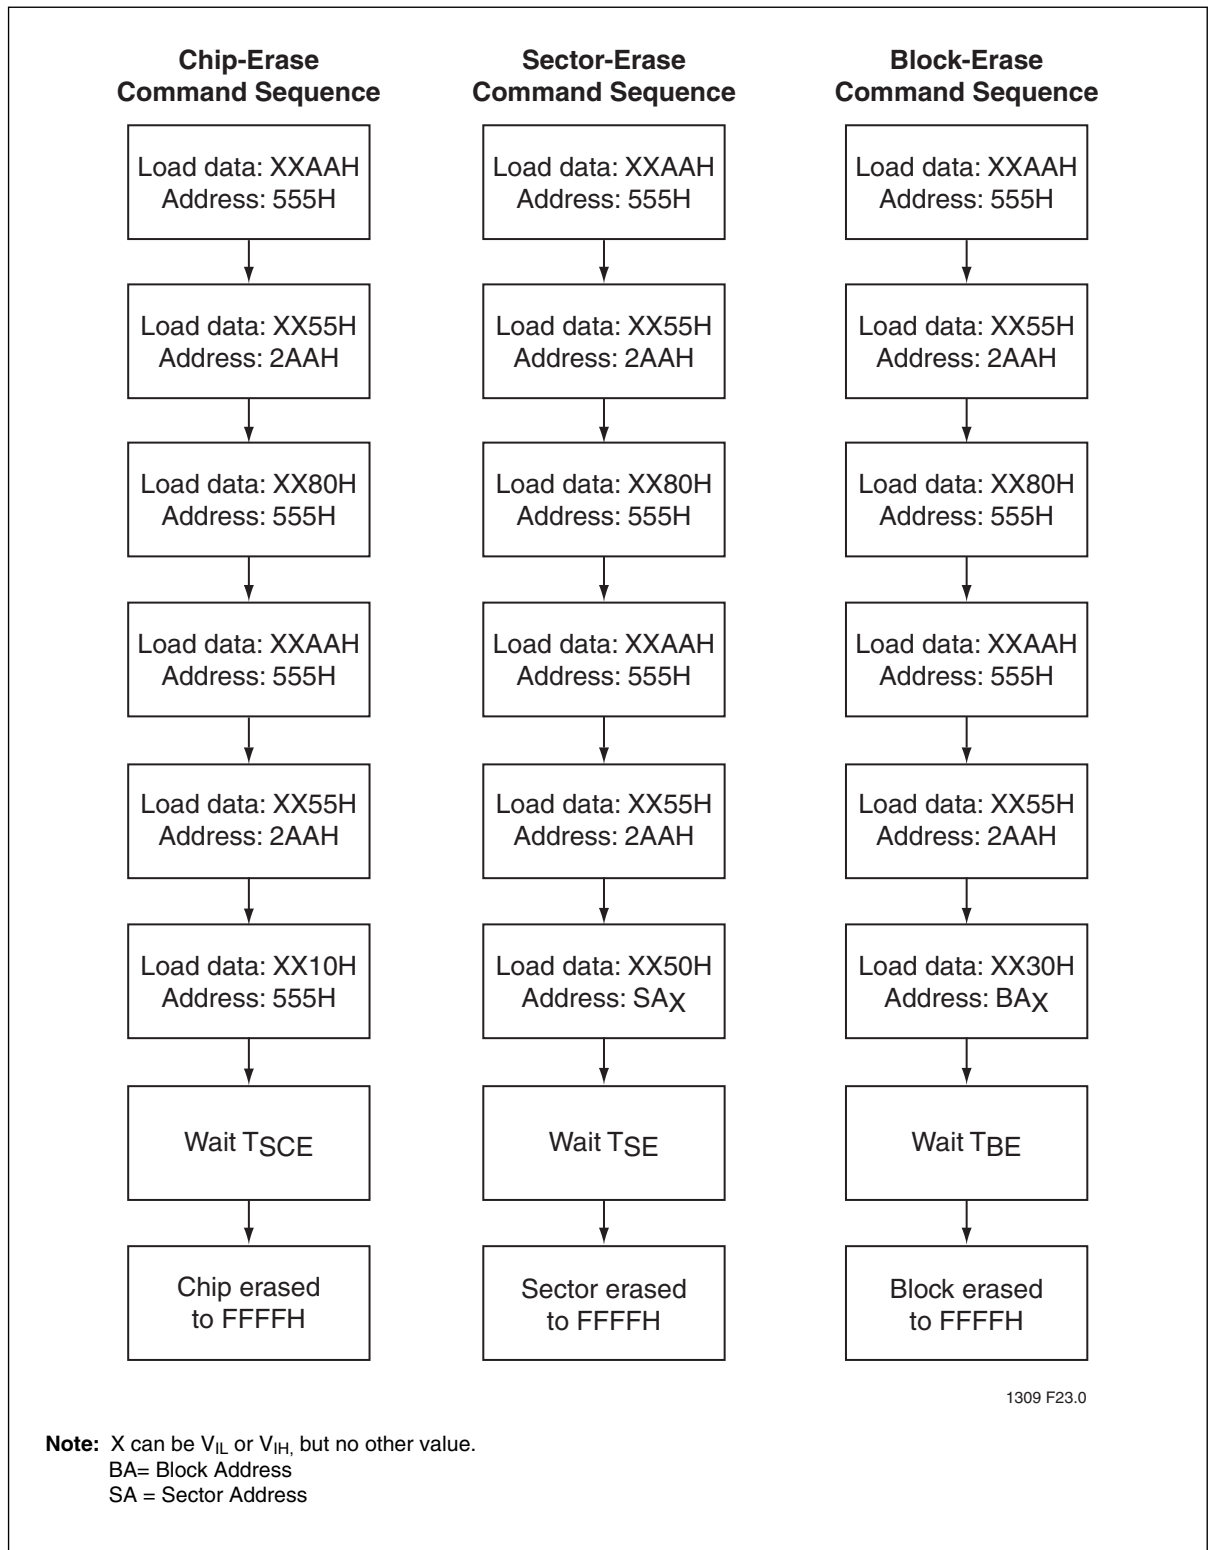 Chip-Erase
Command Sequence
Load data: XXAAH
Address: 555H
Load data: XX55H
Address: 2AAH
Load data: XX80H
Address: 555H
Load data: XXAAH
Address: 555H
Load data: XX55H
Address: 2AAH
Load data: XX10H
Address: 555H
Wait TSCE
Chip erased
to FFFFH
Sector-Erase
Command Sequence
Load data: XXAAH
Address: 555H
Load data: XX55H
Address: 2AAH
Load data: XX80H
Address: 555H
Load data: XXAAH
Address: 555H
Load data: XX55H
Address: 2AAH
Load data: XX50H
Address: SAX
Wait TSE
Sector erased
to FFFFH
Block-Erase
Command Sequence
Load data: XXAAH
Address: 555H
Load data: XX55H
Address: 2AAH
Load data: XX80H
Address: 555H
Load data: XXAAH
Address: 555H
Load data: XX55H
Address: 2AAH
Load data: XX30H
Address: BAX
Wait TBE
Block erased
to FFFFH
1309 F23.0
Note: X can be VIL or VIH, but no other value.
BA= Block Address
SA = Sector Address